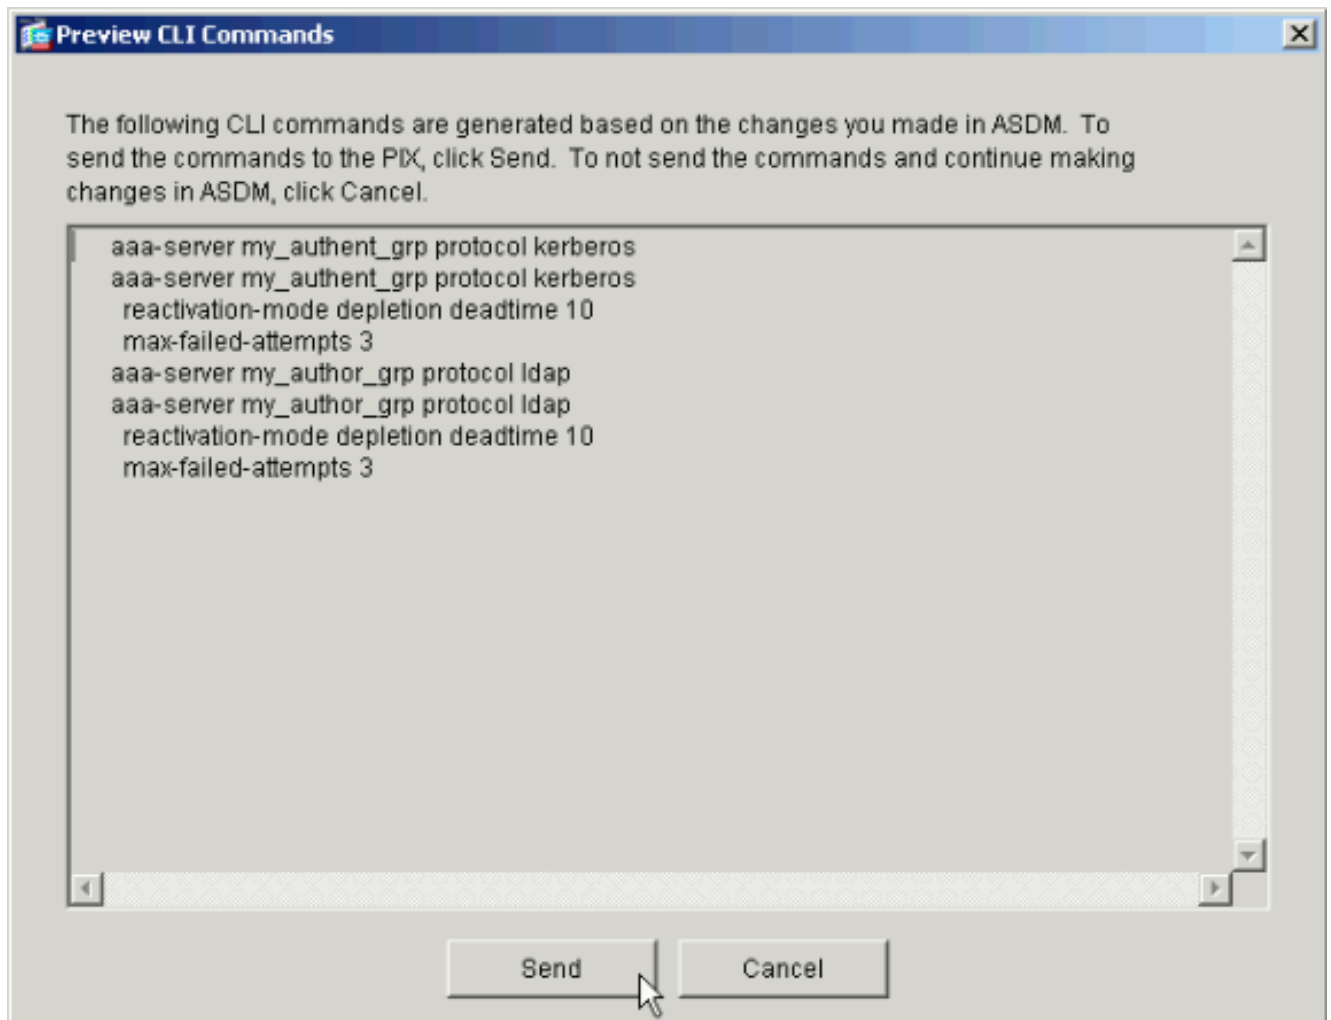 Preview CLI Commands
The following CLI commands are generated based on the changes you made in ASDM.  To
send the commands to the PIX, click Send.  To not send the commands and continue making
changes in ASDM, click Cancel.
aaa-server my_authent_grp protocol kerberos
aaa-server my_authent_grp protocol kerberos
reactivation-mode depletion deadtime 10
max-failed-attempts 3
aaa-server my_author_grp protocol ldap
aaa-server my_author_grp protocol ldap
reactivation-mode depletion deadtime 10
max-failed-attempts 3
Send
Cancel